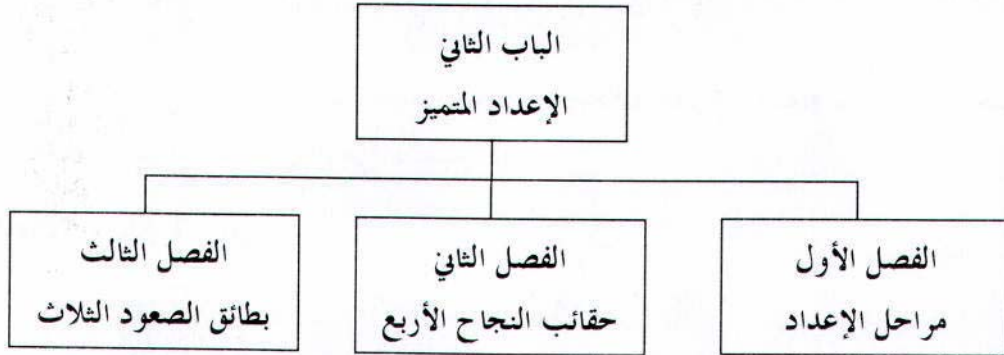 الباب الثاني
الإعداد المتميز
الفصل الأول
مراحل الإعداد
الفصل الثاني
حقائب النجاح الأربع
الفصل الثالث
بطائق الصعود الثلاث